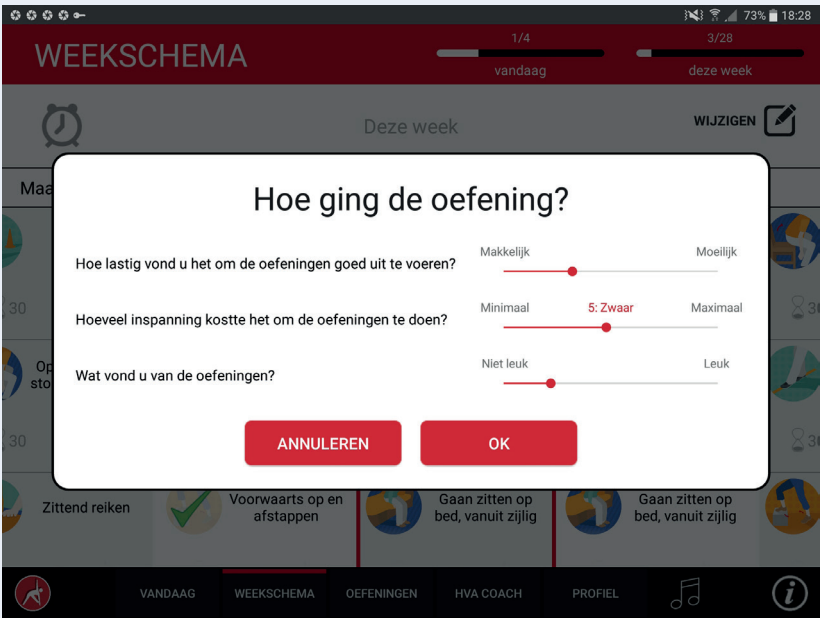 73% 18:28
WEEKSCHEMA
1/4
vandaag
3/28
deze week
Deze week
WIJZIGEN
Maa
Hoe ging de oefening?
Hoe lastig vond u het om de oefeningen goed uit te voeren?
Makkelijk
Moeilijk
Hoeveel inspanning kostte het om de oefeningen te doen?
Minimaal
5: Zwaar
Maximaal
Wat vond u van de oefeningen?
Niet leuk
Leuk
ANNULEREN
OK
30
Op
sto
30
30
Zittend reiken
Voorwaarts op en
afstappen
Gaan zitten op
bed, vanuit zijlig
Gaan zitten op
bed, vanuit zijlig
VANDAAG
WEEKSCHEMA
OEFENINGEN
HVA COACH
PROFIEL